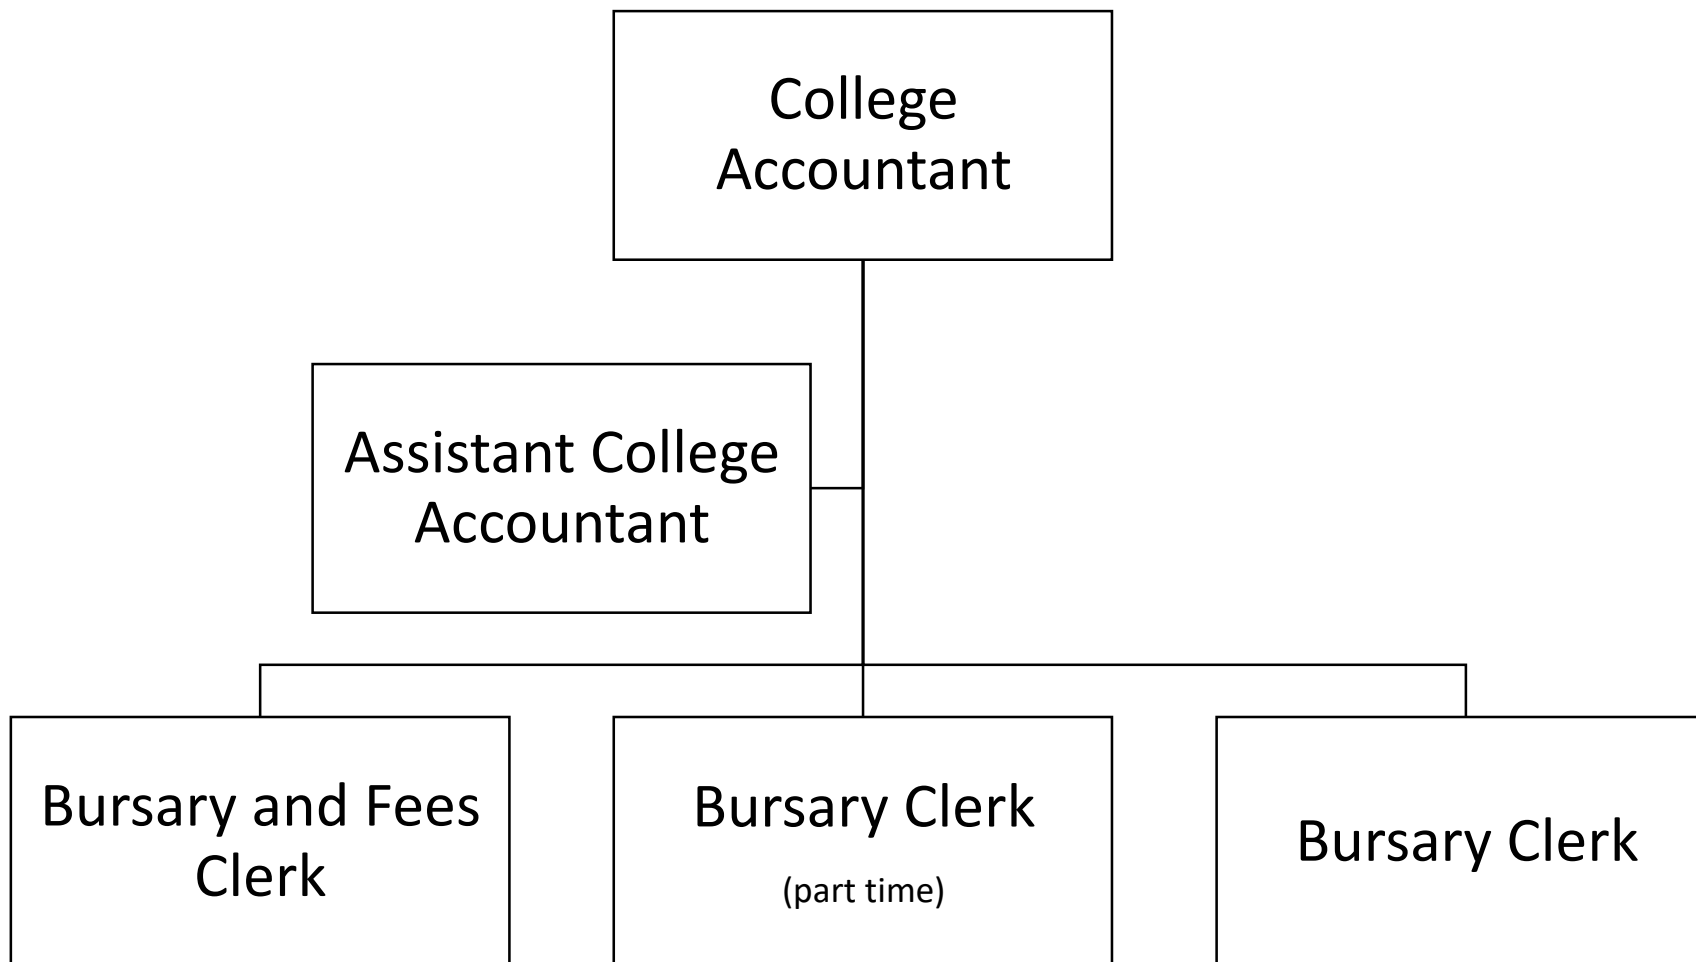 College
Accountant
Assistant College
Accountant
Bursary and Fees
Clerk
Bursary Clerk
(part time)
Bursary Clerk